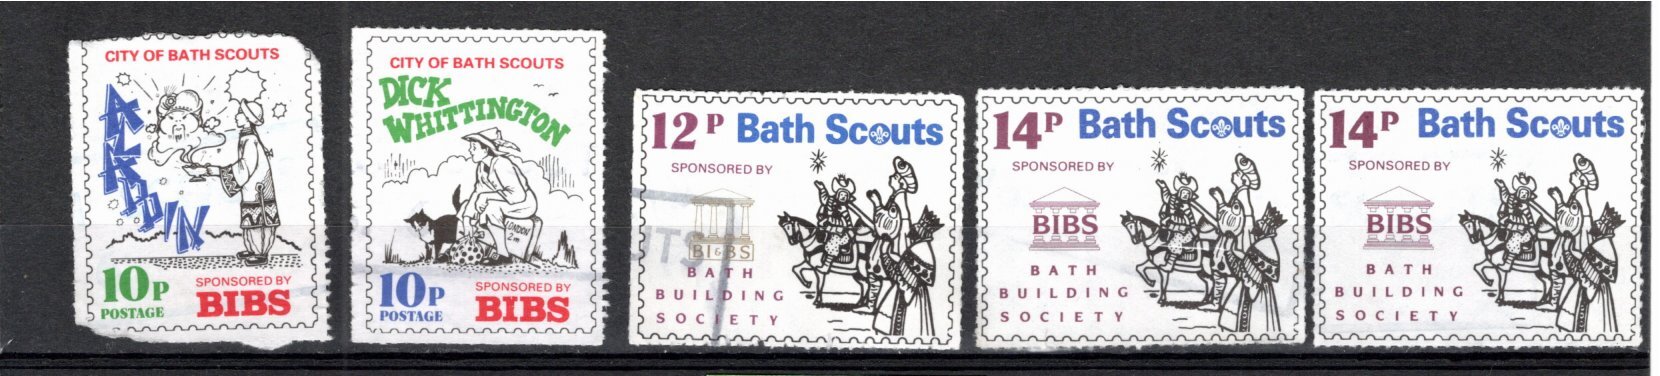 CITY OF BATH SCOUTS
ALADDIN
10P
POSTAGE
SPONSORED BY
BIBS
CITY OF BATH SCOUTS
DICK
WHITTINGTON
LONDON
2 m
10P
POSTAGE
SPONSORED BY
BIBS
12P Bath Scouts
SPONSORED BY
BI&BS
BATH
BUILDING
SOCIETY
14P Bath Scouts
SPONSORED BY
BIBS
BATH
BUILDING
SOCIETY
14P Bath Scouts
SPONSORED BY
BIBS
BATH
BUILDING
SOCIETY